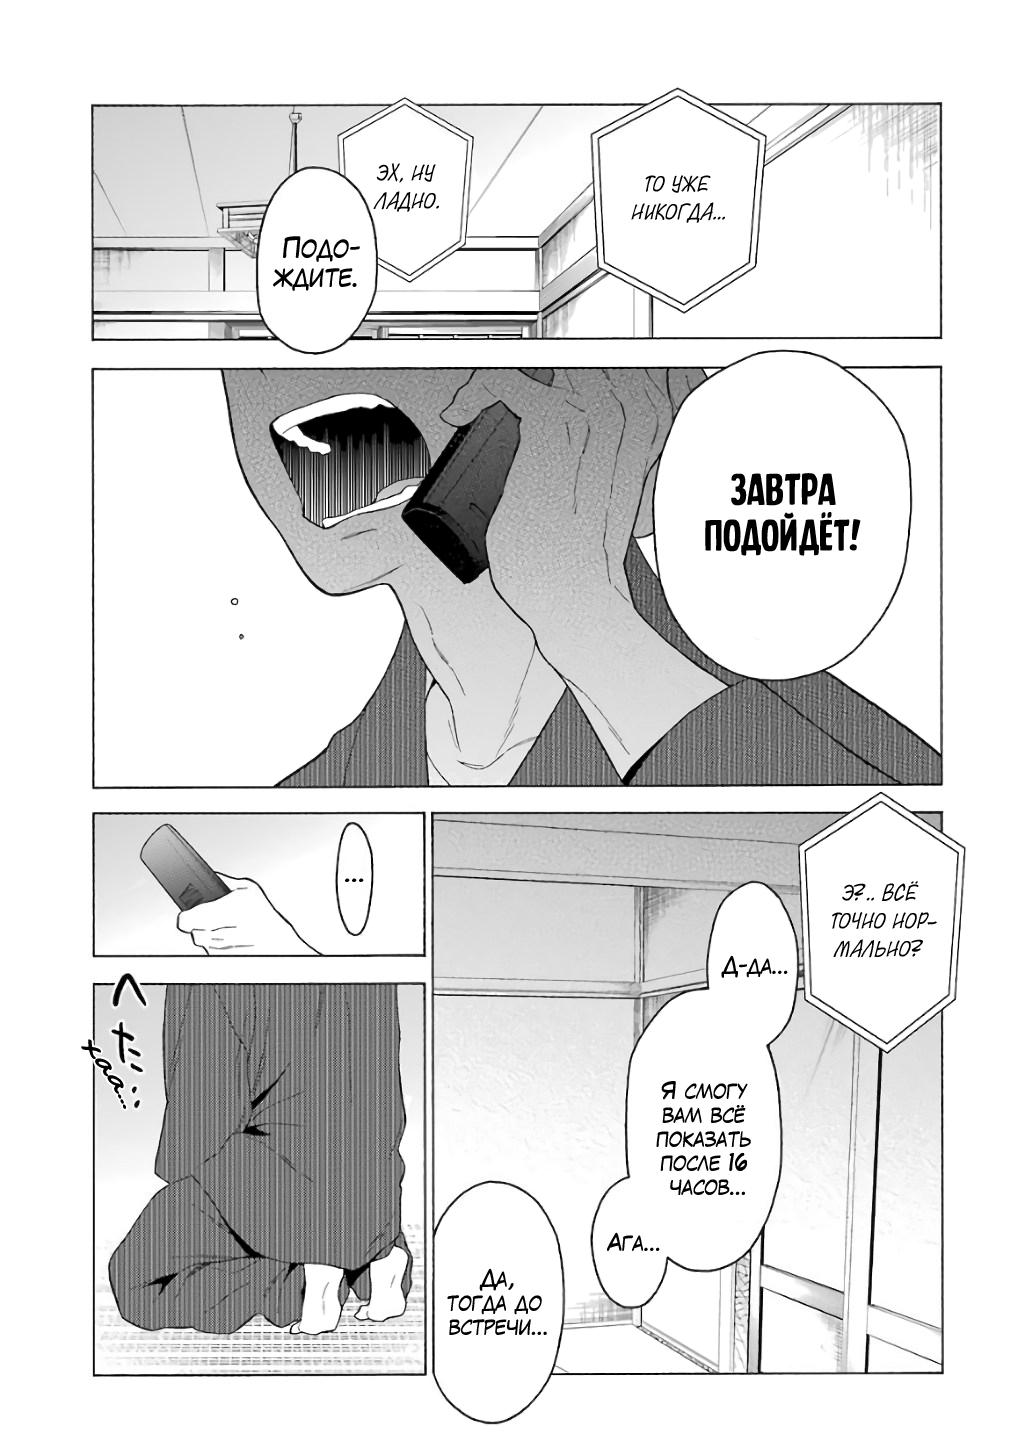 ТО УЖЕ
НИКОГДА...
ЭХ, НУ
ЛАДНО.
ПОДО-
ЖДИТЕ.
ЗАВТРА
ПОДОЙДЁТ!
Э?.. ВСЁ
ТОЧНО НОР-
МАЛЬНО?
Д-ДА...
Я СМОГУ
ВАМ ВСЁ
ПОКАЗАТЬ
ПОСЛЕ 16
ЧАСОВ...
АГА...
ДА,
ТОГДА ДО
ВСТРЕЧИ...
...
хаа...